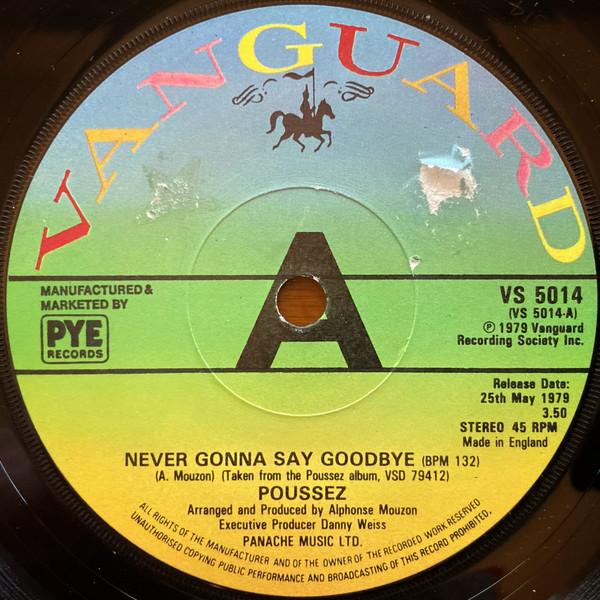 VANGUARD
A
MANUFACTURED &
MARKETED BY
PYE
RECORDS
VS 5014
(VS 5014-A)
Ⓟ 1979 Vanguard
Recording Society Inc.
Release Date:
25th May 1979
3.50
STEREO 45 RPM
Made in England
NEVER GONNA SAY GOODBYE (BPM 132)
(A. Mouzon) (Taken from the Poussez album, VSD 79412)
POUSSEZ
Arranged and Produced by Alphonse Mouzon
Executive Producer Danny Weiss
PANACHE MUSIC LTD.
ALL RIGHTS OF THE MANUFACTURER AND OF THE OWNER OF THE RECORDED WORK RESERVED
UNAUTHORISED COPYING PUBLIC PERFORMANCE AND BROADCASTING OF THIS RECORD PROHIBITED.